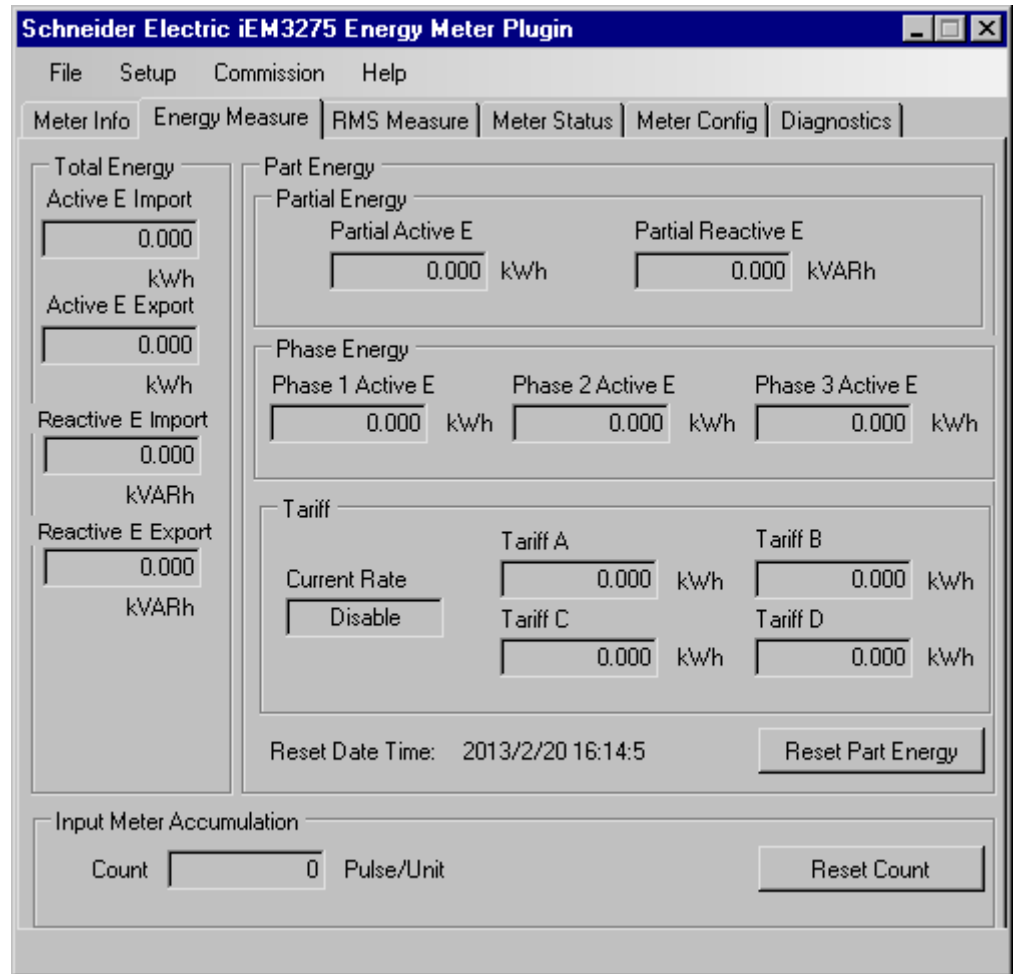 Schneider Electric iEM3275 Energy Meter Plugin
File Setup Commission Help
Meter Info Energy Measure RMS Measure Meter Status Meter Config Diagnostics
Total Energy
Active E Import
0.000
kWh
Active E Export
0.000
kWh
Reactive E Import
0.000
kVARh
Reactive E Export
0.000
kVARh
Part Energy
Partial Energy
Partial Active E Partial Reactive E
0.000 kWh 0.000 kVARh
Phase Energy
Phase 1 Active E Phase 2 Active E Phase 3 Active E
0.000 kWh 0.000 kWh 0.000 kWh
Tariff
Current Rate
Disable
Tariff A Tariff B
0.000 kWh 0.000 kWh
Tariff C Tariff D
0.000 kWh 0.000 kWh
Reset Date Time: 2013/2/20 16:14:5 Reset Part Energy
Input Meter Accumulation
Count 0 Pulse/Unit Reset Count